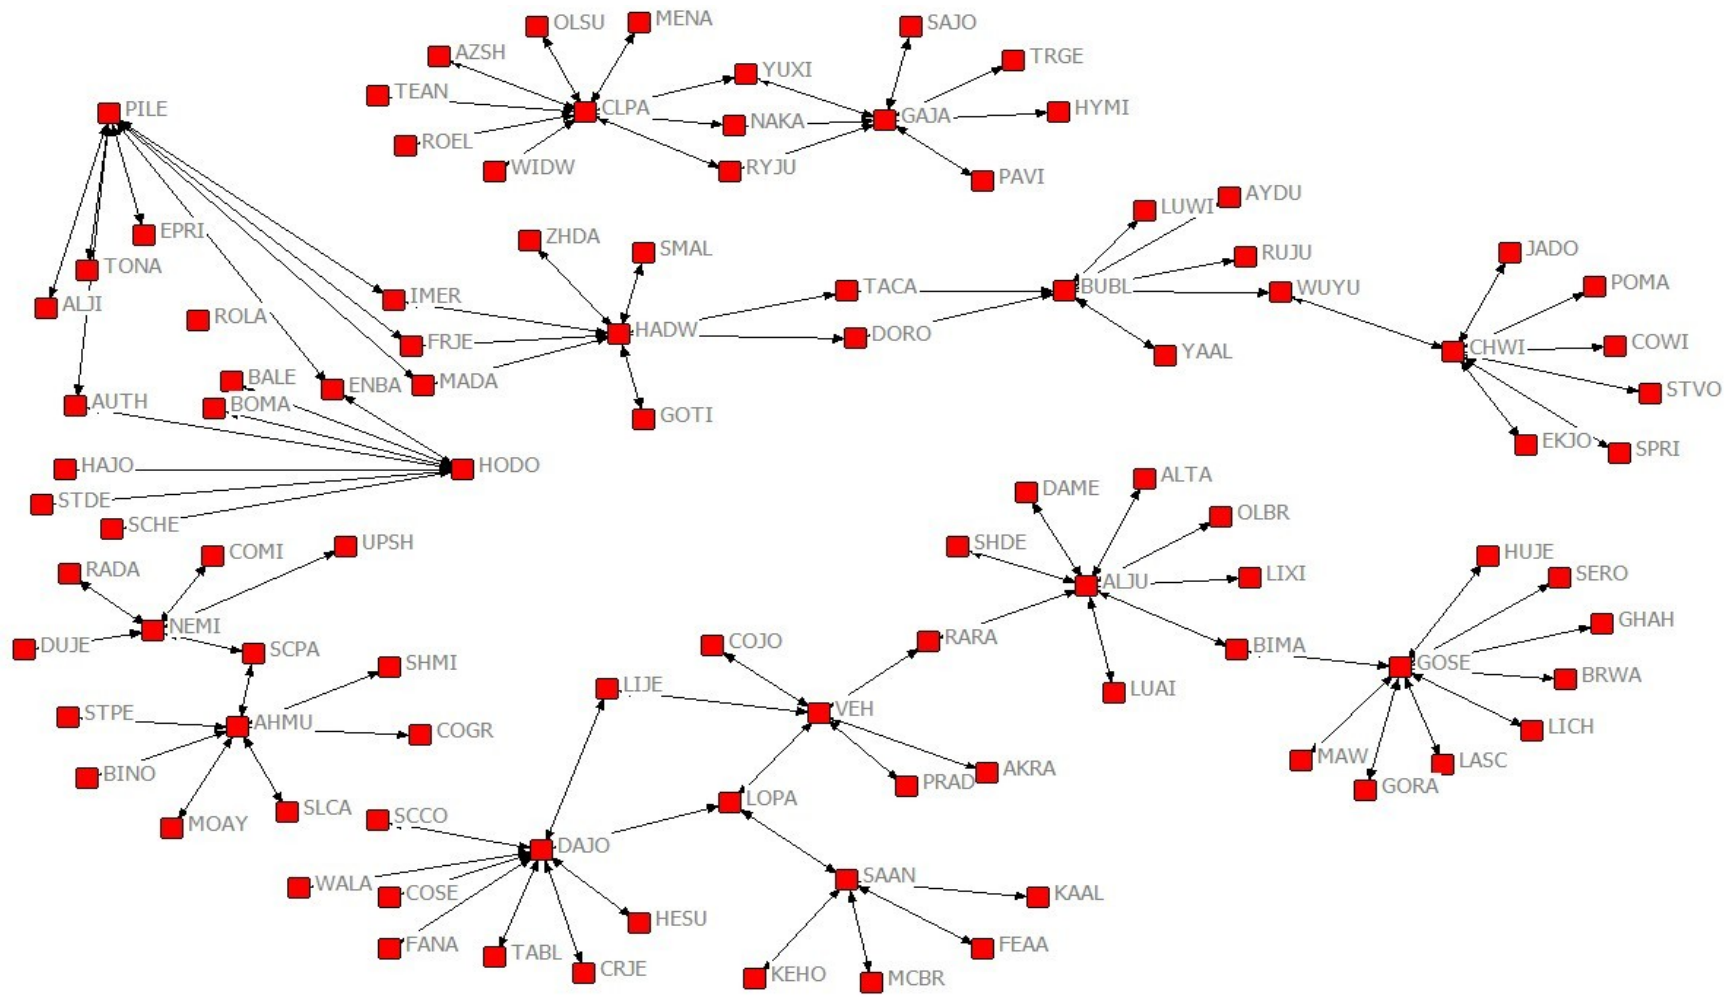 OLSU
MENA
SAJO
AZSH
TRGE
YUXI
TEAN
CLPA
PILE
NAKA
GAJA
HYMI
ROEL
WIDW
RYJU
PAVI
AYDU
LUWI
EPRI
ZHDA
SMAL
JADO
RUJU
TONA
ALJI
IMER
TACA
BUBL
WUYU
POMA
ROLA
HADW
DORO
FRJE
COWI
YAAL
CHWI
BALE
ENBA
MADA
STVO
AUTH
BOMA
GOTI
EKJO
SPRI
HAJO
HODO
STDE
SCHE
DAME
ALTA
OLBR
SHDE
UPSH
COMI
HUJE
RADA
ALJU
LIXI
SERO
NEMI
GHAH
DUJE
SCPA
COJO
RARA
BIMA
SHMI
GOSE
BRWA
LIJE
LUAI
STPE
AHMU
VEH
COGR
LICH
BINO
MAW
LASC
AKRA
PRAD
GORA
MOAY
SLCA
LOPA
SCCO
DAJO
WALA
COSE
SAAN
KAAL
HESU
FANA
TABL
FEAA
CRJE
KEHO
MCBR